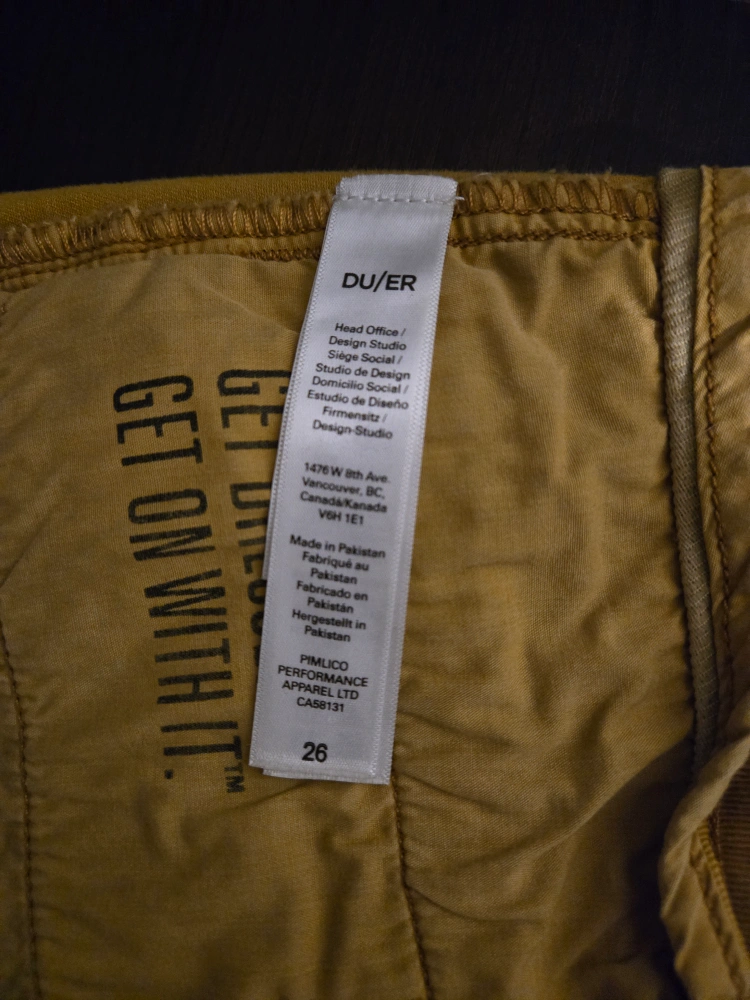 DU/ER
Head Office /
Design Studio
Siège Social /
Studio de Design
Domicilio Social /
Estudio de Diseño
Firmensitz /
Design-Studio
1476 W 8th Ave.
Vancouver, BC,
Canadá/Kanada
V6H 1E1
Made in Pakistan
Fabriqué au
Pakistan
Fabricado en
Pakistán
Hergestellt in
Pakistan
PIMLICO
PERFORMANCE
APPAREL LTD
CA58131
26
GET
GET ON WITH IT.™